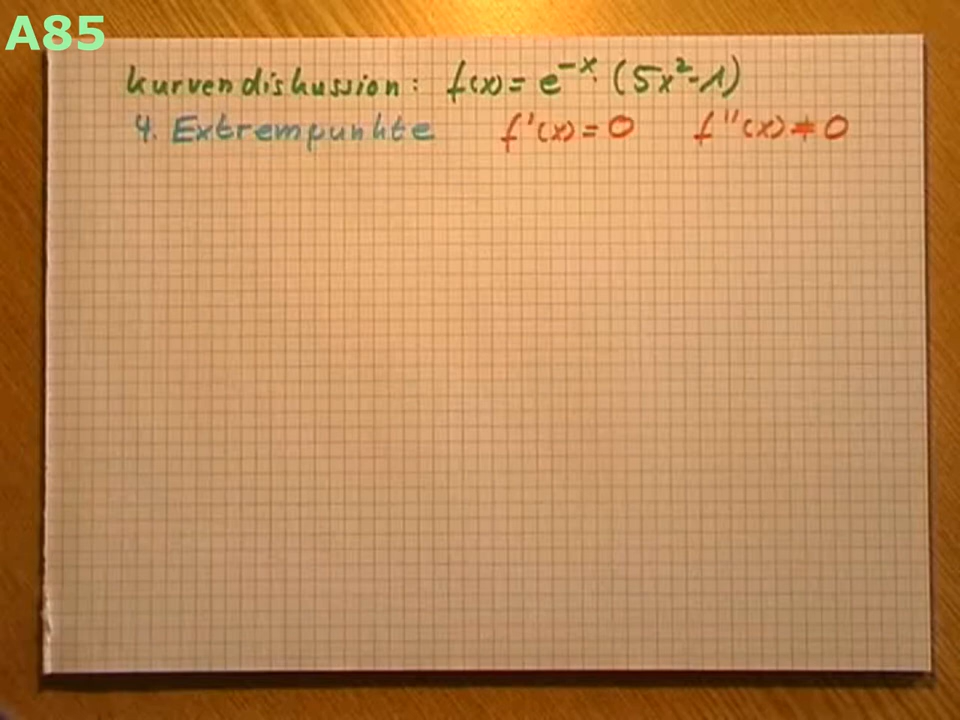 A85
Kurvendiskussion: f(x) = e^-x · (5x² - 1)
4. Extrempunkte f'(x) = 0 f''(x) ≠ 0